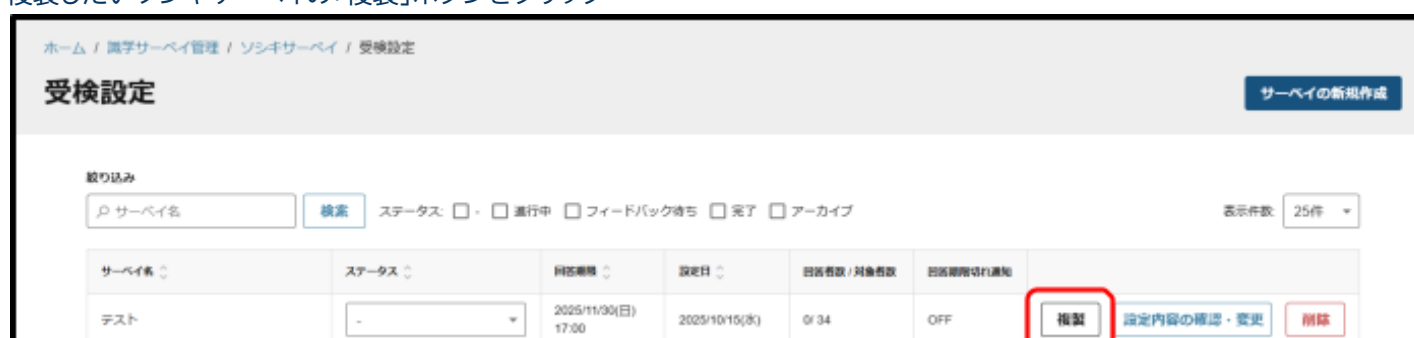 ホーム / 識学サーベイ管理 / ソシキサーベイ / 受検設定
受検設定
サーベイの新規作成
絞り込み
サーベイ名 検索 ステータス: - 進行中 フィードバック待ち 完了 アーカイブ 表示件数: 25件
サーベイ名 ステータス 回答期限 設定日 回答者数 / 対象者数 回答期限切れ通知
テスト - 2025/11/30(日) 17:00 2025/10/15(水) 0/ 34 OFF 複製 設定内容の確認・変更 削除